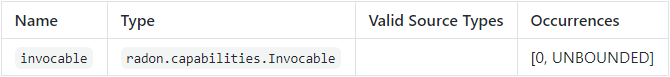 Name Type Valid Source Types Occurrences
invocable radon.capabilities.Invocable [0, UNBOUNDED]